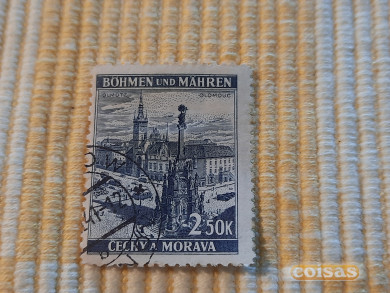 BÖHMEN UND MÄHREN
OLOMOUC
2 50K
ČECHY A MORAVA
coisas